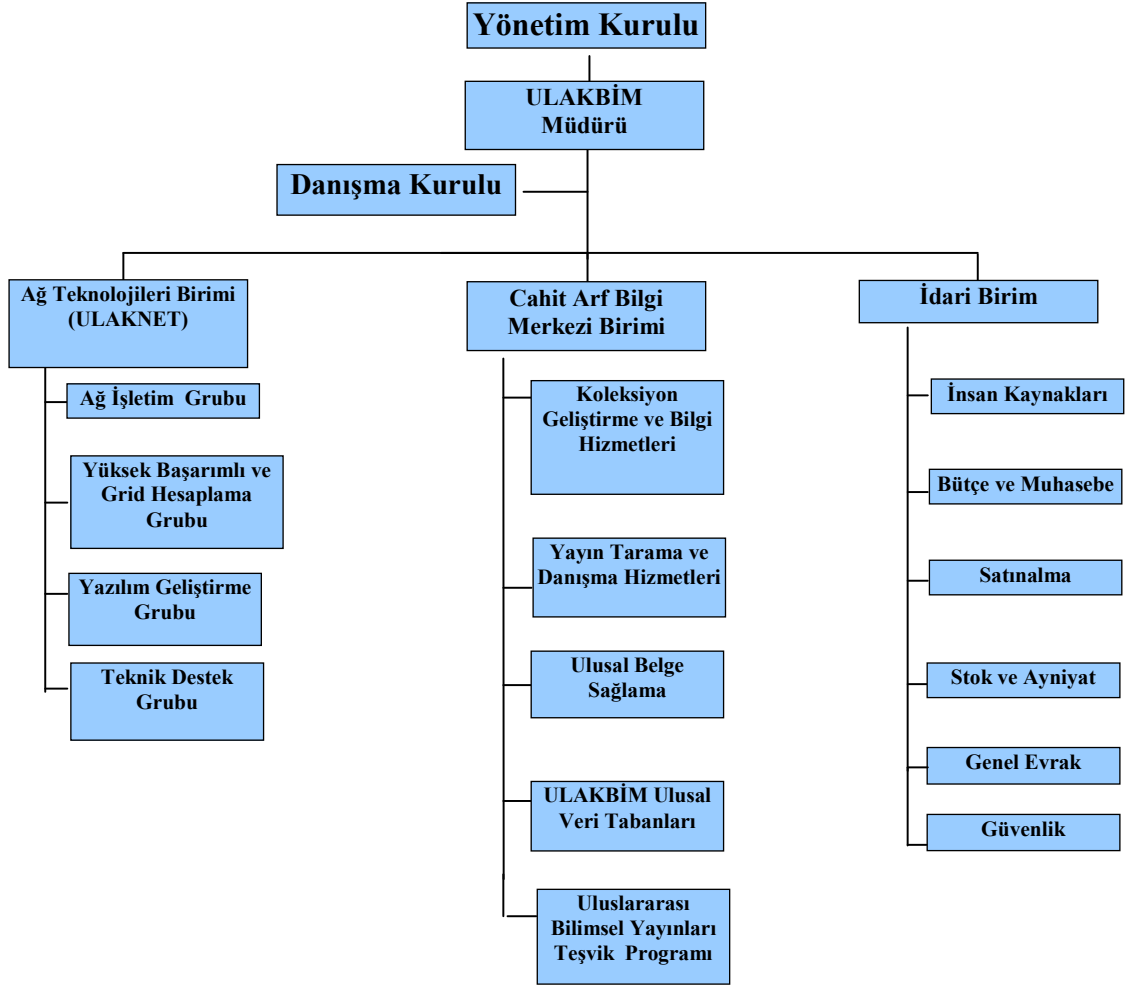 Yönetim Kurulu
ULAKBİM
Müdürü
Danışma Kurulu
Ağ Teknolojileri Birimi
(ULAKNET)
Ağ İşletim Grubu
Yüksek Başarımlı ve
Grid Hesaplama
Grubu
Yazılım Geliştirme
Grubu
Teknik Destek
Grubu
Cahit Arf Bilgi
Merkezi Birimi
Koleksiyon
Geliştirme ve Bilgi
Hizmetleri
Yayın Tarama ve
Danışma Hizmetleri
Ulusal Belge
Sağlama
ULAKBİM Ulusal
Veri Tabanları
Uluslararası
Bilimsel Yayınları
Teşvik Programı
İdari Birim
İnsan Kaynakları
Bütçe ve Muhasebe
Satınalma
Stok ve Ayniyat
Genel Evrak
Güvenlik